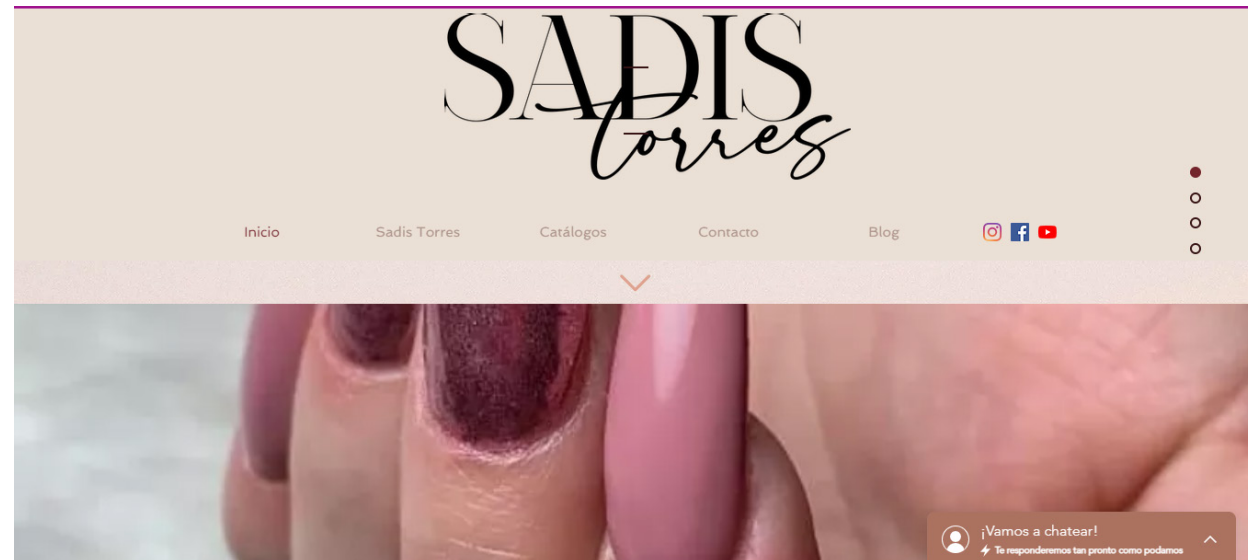 SADIS
torres
Inicio Sadis Torres Catálogos Contacto Blog
¡Vamos a chatear!
Te responderemos tan pronto como podamos